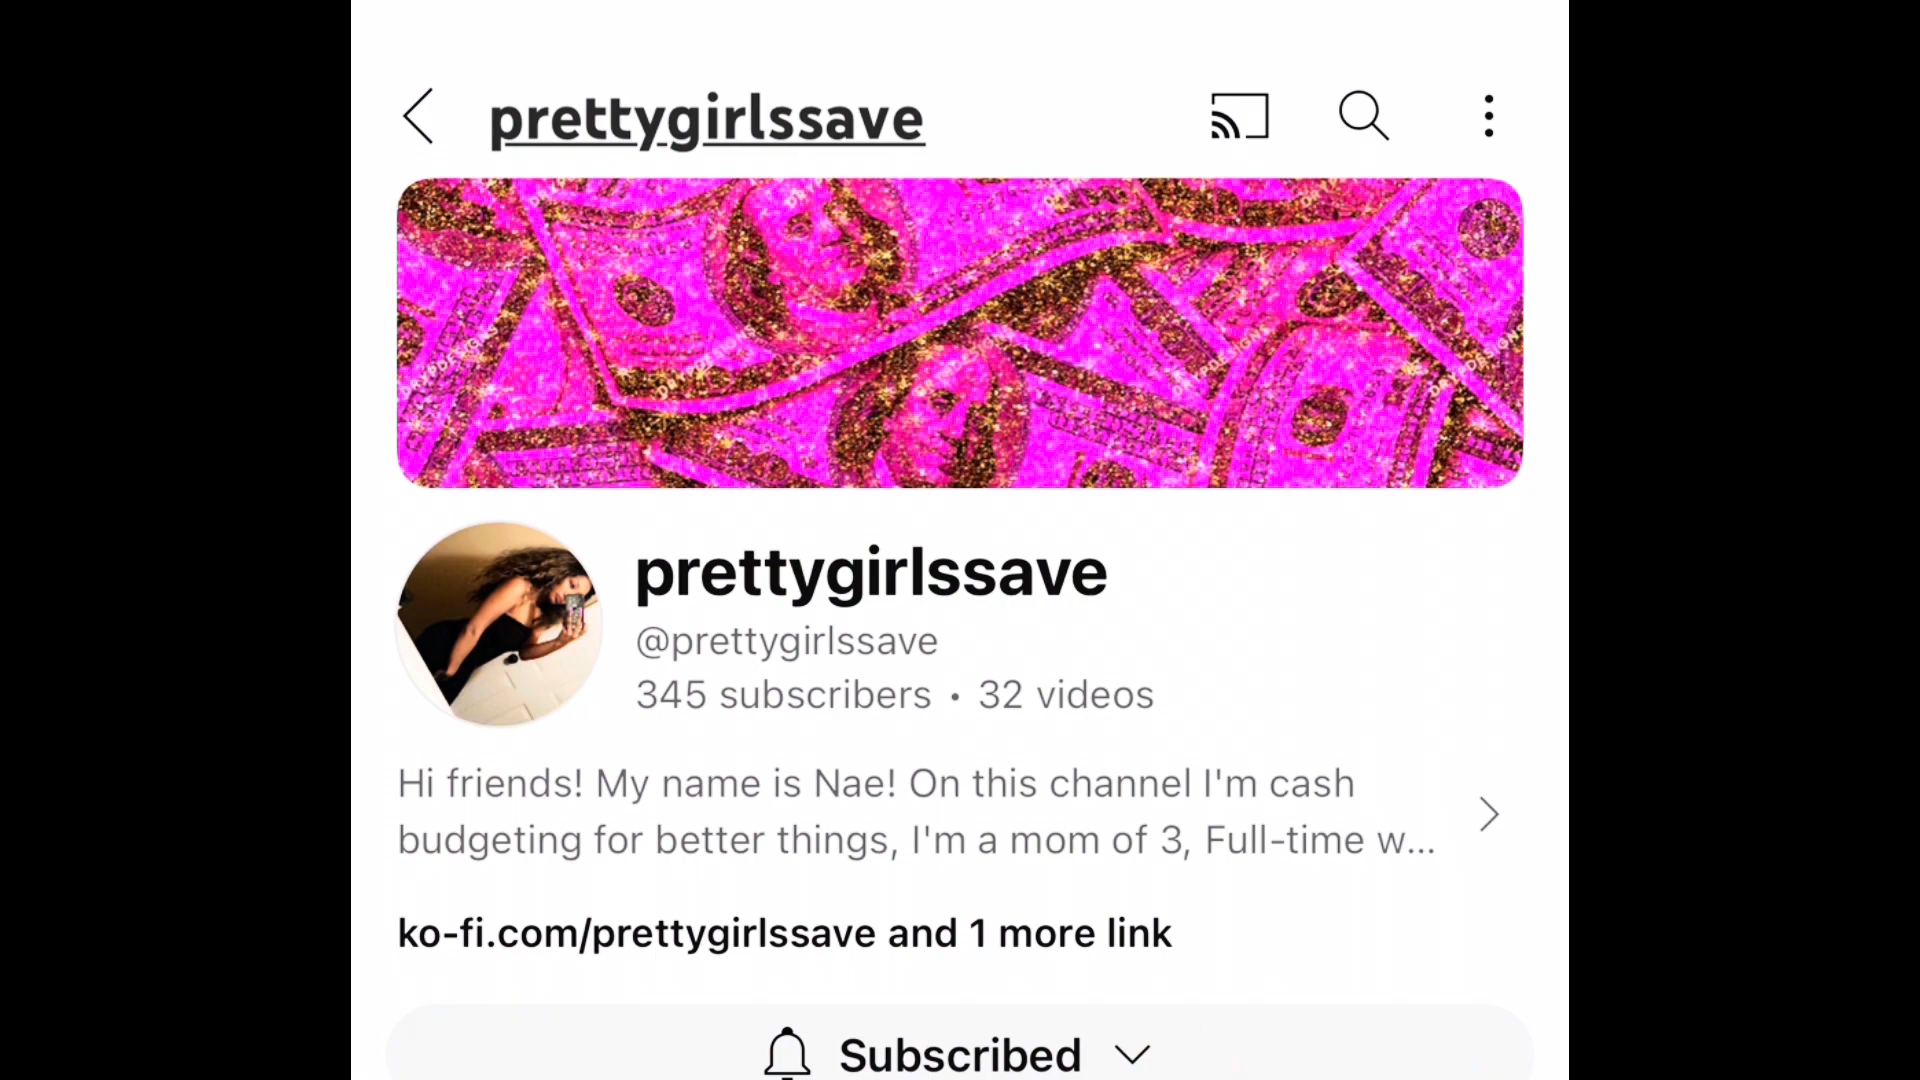 prettygirlssave
prettygirlssave
@prettygirlssave
345 subscribers • 32 videos
Hi friends! My name is Nae! On this channel I'm cash
budgeting for better things, I'm a mom of 3, Full-time w...
ko-fi.com/prettygirlssave and 1 more link
Subscribed